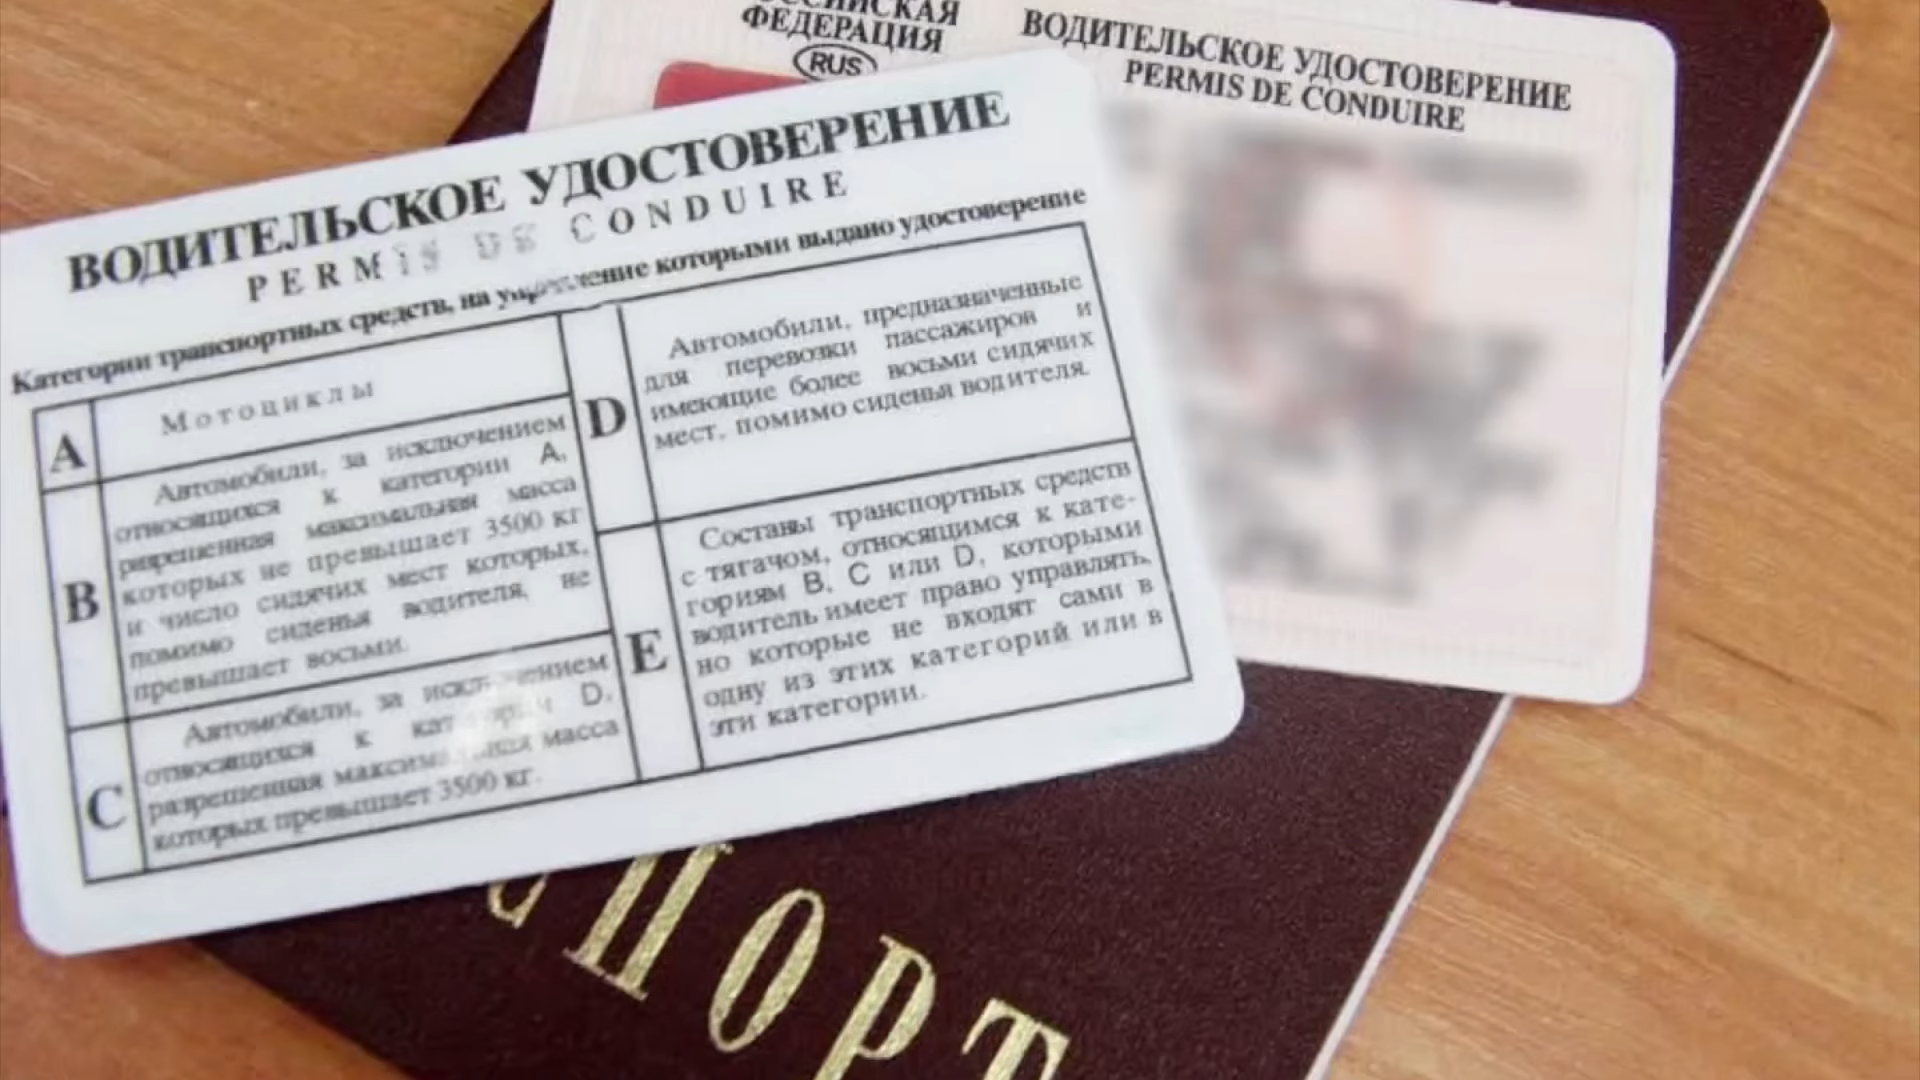 ФЕДЕРАЦИЯ
RUS
ВОДИТЕЛЬСКОЕ УДОСТОВЕРЕНИЕ
PERMIS DE CONDUIRE
ВОДИТЕЛЬСКОЕ УДОСТОВЕРЕНИЕ
PERMIS DE CONDUIRE
Категории транспортных средств, на управление которыми выдано удостоверение
A
Мотоциклы
B
Автомобили, за исключением
относящихся к категории A,
разрешенная максимальная масса
которых не превышает 3500 кг
и число сидячих мест которых,
помимо сиденья водителя, не
превышает восьми.
C
Автомобили, за исключением
относящихся к категории D,
разрешенная максимальная масса
которых превышает 3500 кг.
D
Автомобили, предназначенные
для перевозки пассажиров и
имеющие более восьми сидячих
мест, помимо сиденья водителя.
E
Составы транспортных средств
с тягачом, относящимся к кате-
гориям B, C или D, которыми
водитель имеет право управлять,
но которые не входят сами в
одну из этих категорий или в
эти категории.
СПОРТ